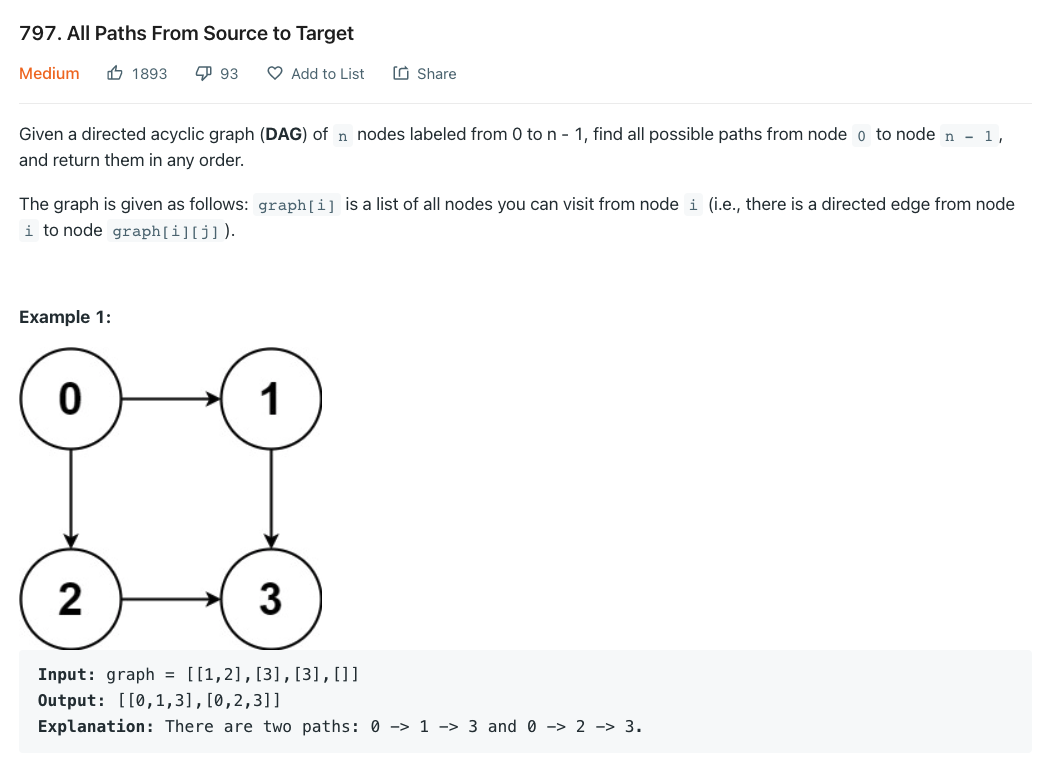 797. All Paths From Source to Target
Medium 1893 93 Add to List Share
Given a directed acyclic graph (DAG) of n nodes labeled from 0 to n - 1, find all possible paths from node 0 to node n - 1,
and return them in any order.
The graph is given as follows: graph[i] is a list of all nodes you can visit from node i (i.e., there is a directed edge from node
i to node graph[i][j]).
Example 1:
0 1
2 3
Input: graph = [[1,2],[3],[3],[]]
Output: [[0,1,3],[0,2,3]]
Explanation: There are two paths: 0 -> 1 -> 3 and 0 -> 2 -> 3.